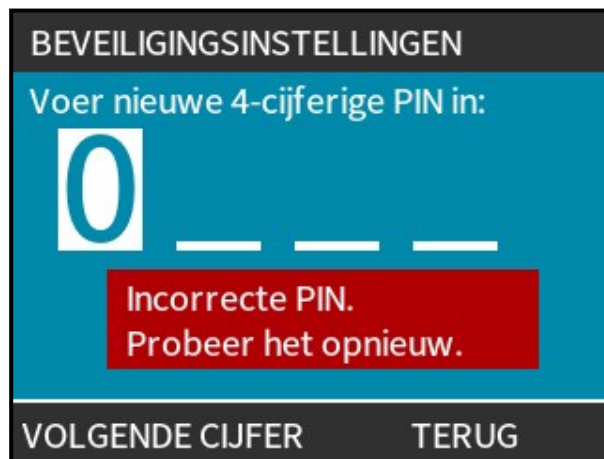 BEVEILIGINGSINSTELLINGEN
Voer nieuwe 4-cijferige PIN in:
0 _ _ _
Incorrecte PIN.
Probeer het opnieuw.
VOLGENDE CIJFER TERUG